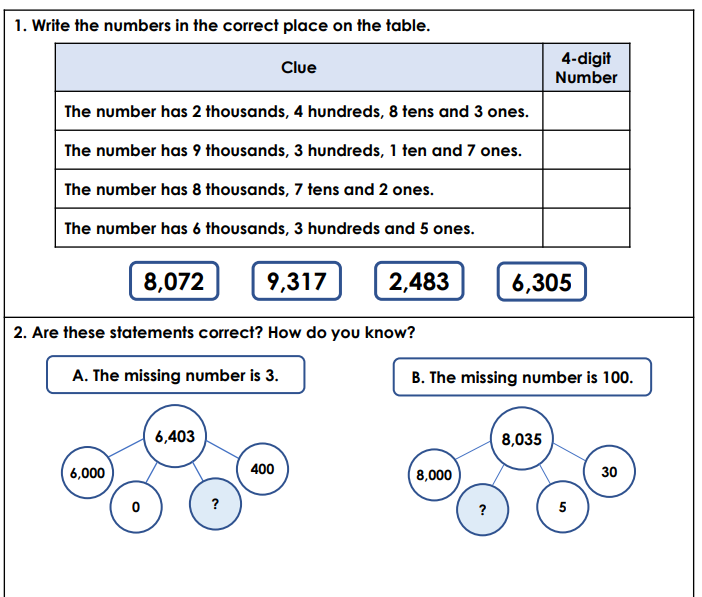 1. Write the numbers in the correct place on the table.
Clue
4-digit
Number
The number has 2 thousands, 4 hundreds, 8 tens and 3 ones.
The number has 9 thousands, 3 hundreds, 1 ten and 7 ones.
The number has 8 thousands, 7 tens and 2 ones.
The number has 6 thousands, 3 hundreds and 5 ones.
8,072 9,317 2,483 6,305
2. Are these statements correct? How do you know?
A. The missing number is 3.
6,403
6,000
400
0
?
B. The missing number is 100.
8,035
8,000
30
?
5